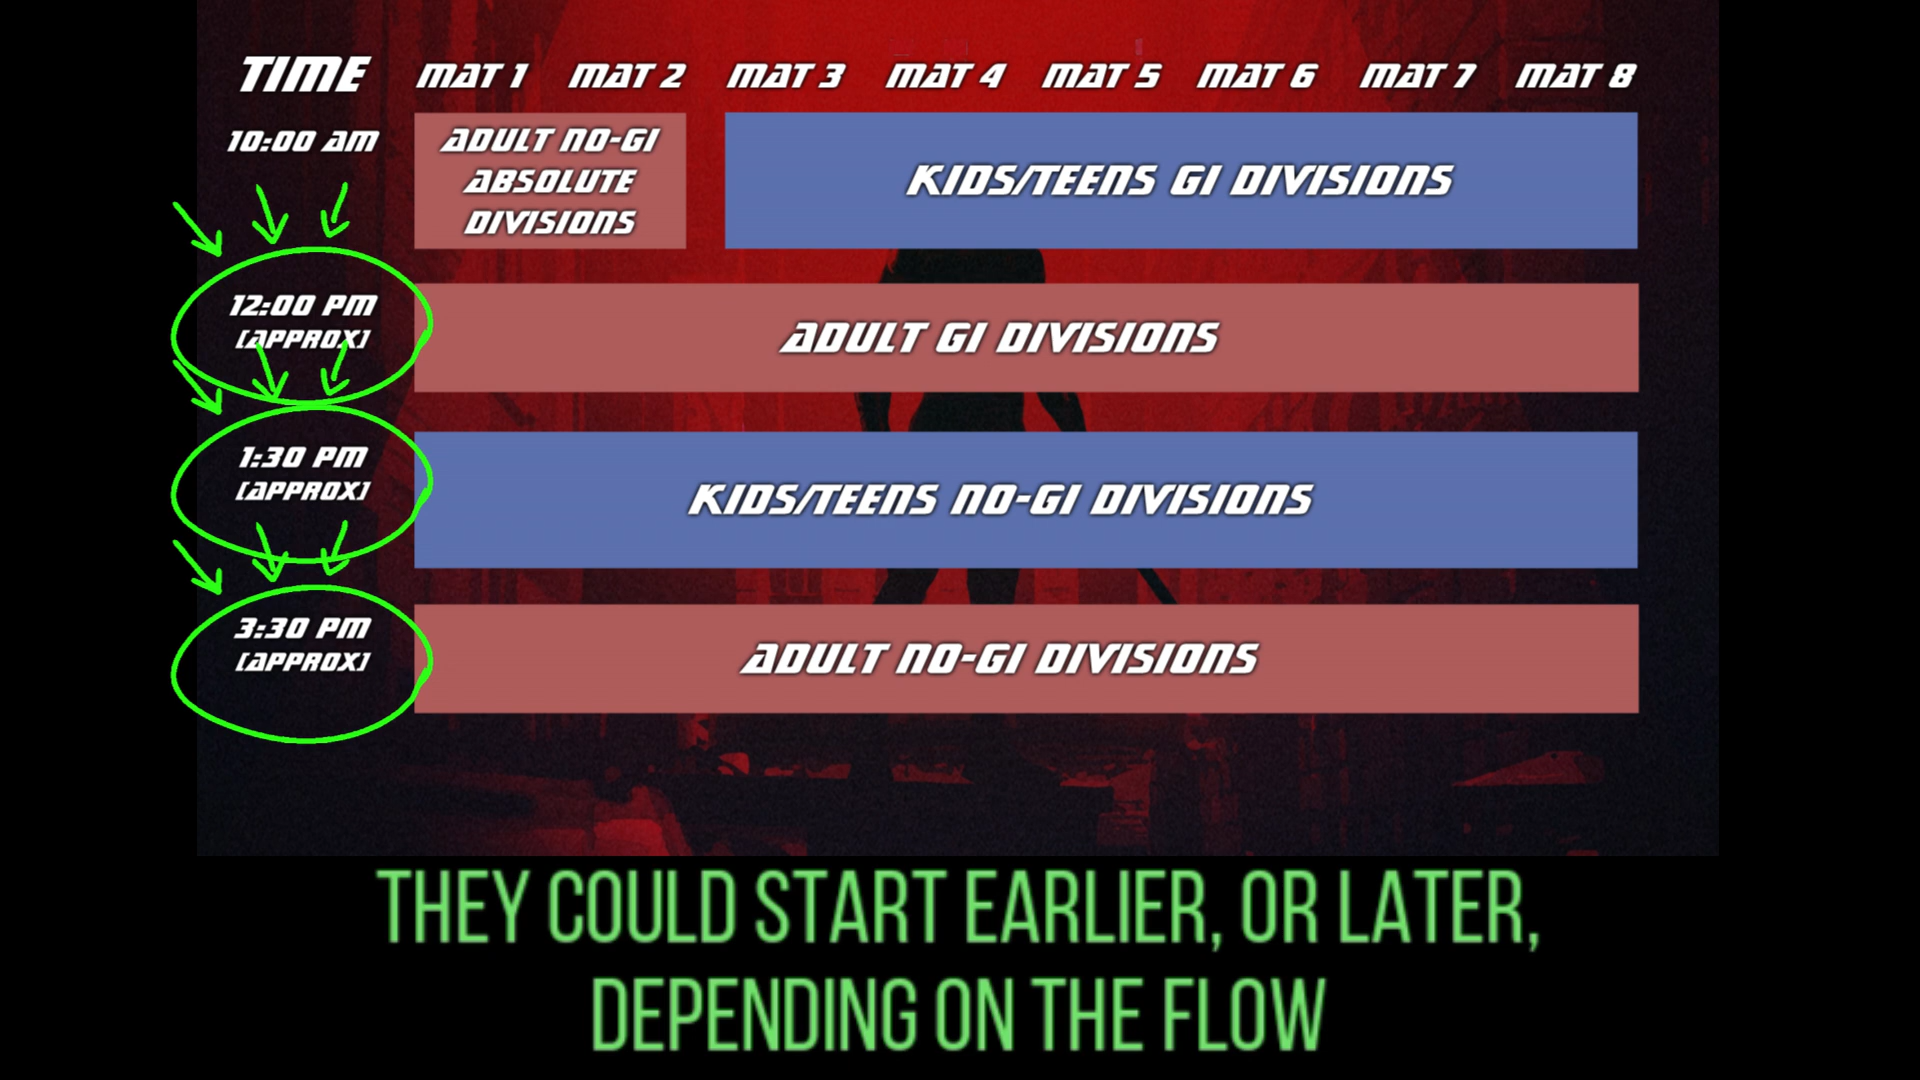 TIME MAT 1 MAT 2 MAT 3 MAT 4 MAT 5 MAT 6 MAT 7 MAT 8
10:00 AM
ADULT NO-GI
ABSOLUTE
DIVISIONS
KIDS/TEENS GI DIVISIONS
12:00 PM
[APPROX]
ADULT GI DIVISIONS
1:30 PM
[APPROX]
KIDS/TEENS NO-GI DIVISIONS
3:30 PM
[APPROX]
ADULT NO-GI DIVISIONS
THEY COULD START EARLIER, OR LATER,
DEPENDING ON THE FLOW